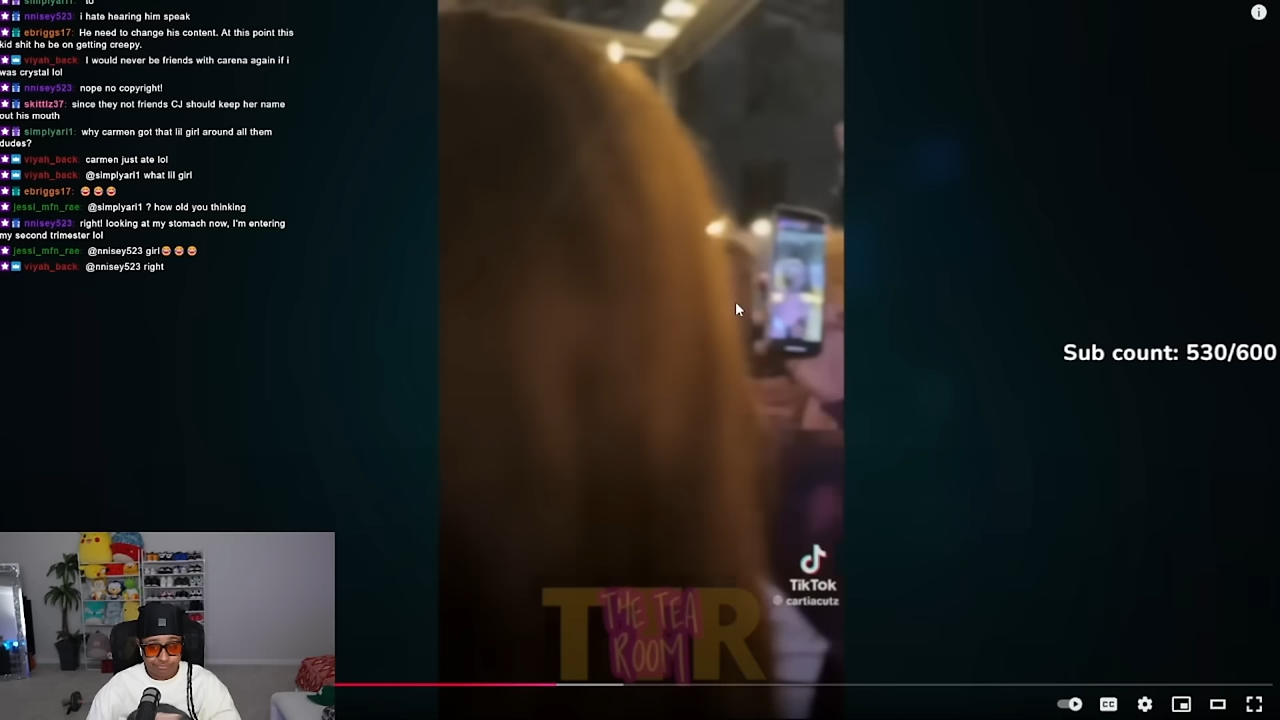 simplyari1: to
nnisey523: i hate hearing him speak
ebriggs17: He need to change his content. At this point this
kid shit he be on getting creepy.
viyah_back: I would never be friends with carena again if i
was crystal lol
nnisey523: nope no copyright!
skittlz37: since they not friends CJ should keep her name
out his mouth
simplyari1: why carmen got that lil girl around all them
dudes?
viyah_back: carmen just ate lol
viyah_back: @simplyari1 what lil girl
ebriggs17: 😂😂😂
jessi_mfn_rae: @simplyari1 ? how old you thinking
nnisey523: right! looking at my stomach now, I'm entering
my second trimester lol
jessi_mfn_rae: @nnisey523 girl😂😂😂
viyah_back: @nnisey523 right
Sub count: 530/600
TikTok
cartiacutz
T R
THE TEA
ROOM
CC